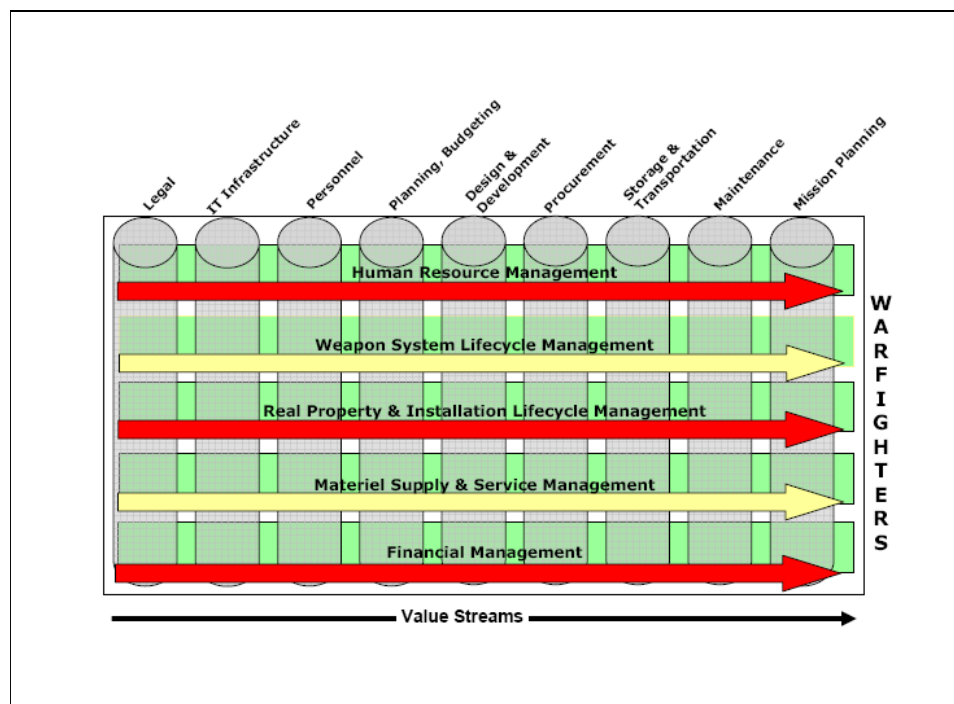 Legal
IT Infrastructure
Personnel
Planning, Budgeting
Design &
Development
Procurement
Storage &
Transportation
Maintenance
Mission Planning
Human Resource Management
Weapon System Lifecycle Management
Real Property & Installation Lifecycle Management
Materiel Supply & Service Management
Financial Management
WARFIGHTERS
Value Streams